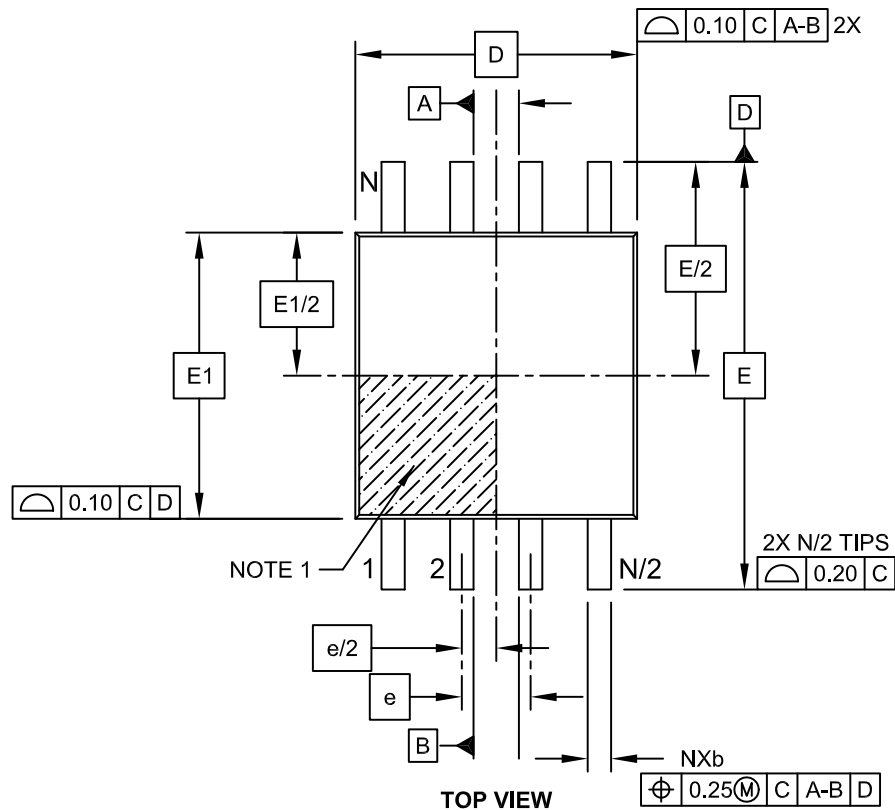 ⌓ 0.10 C A-B 2X
D
A
D
N
E/2
E1/2
E1
E
⌓ 0.10 C D
NOTE 1
1
2
N/2
2X N/2 TIPS
⌓ 0.20 C
e/2
e
B
NXb
⌖ 0.25Ⓜ C A-B D
TOP VIEW